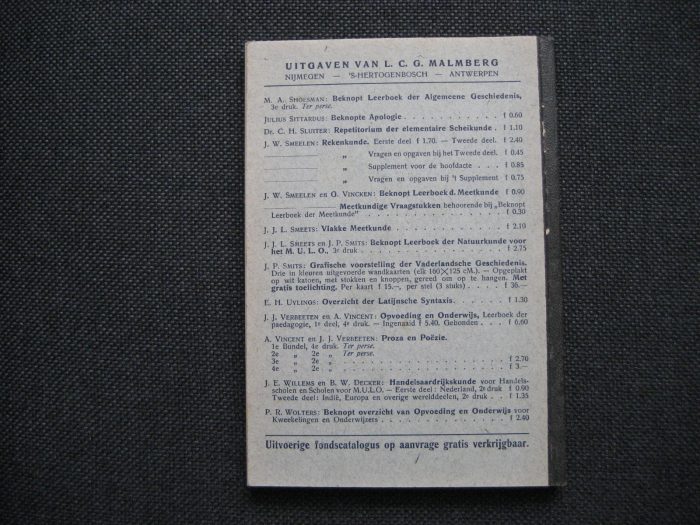 UITGAVEN VAN L. C. G. MALMBERG
NIJMEGEN — 'S-HERTOGENBOSCH — ANTWERPEN
M. A. SMOESMAN: Beknopt Leerboek der Algemeene Geschiedenis,
3e druk. Ter perse.
JULIUS SITTARDUS: Beknopte Apologie . . . . . . . . . . . f 0.60
Dr. C. H. SLUITER: Repetitorium der elementaire Scheikunde . f 1.10
J. W. SMEELEN: Rekenkunde. Eerste deel f 1.70. — Tweede deel. f 2.40
„ Vragen en opgaven bij het Tweede deel. f 0.45
„ Supplement voor de hoofdacte . . . f 0.85
„ Vragen en opgaven bij 't Supplement f 0.75
J. W. SMEELEN en G. VINCKEN: Beknopt Leerboek d. Meetkunde f 0.90
Meetkundige Vraagstukken behoorende bij „Beknopt
Leerboek der Meetkunde" . . . . . . . . . . . . . . f 0.30
J. J. L. SMEETS: Vlakke Meetkunde . . . . . . . . . . . . f 2.10
J. J. L. SMEETS en J. P. SMITS: Beknopt Leerboek der Natuurkunde voor
het M. U. L. O., 3e druk . . . . . . . . . . . . . . . f 2.75
J. P. SMITS: Grafische voorstelling der Vaderlandsche Geschiedenis.
Drie in kleuren uitgevoerde wandkaarten (elk 160×125 cM.). — Opgeplakt
op wit katoen, met stokken en knoppen, gereed om op te hangen. Met
gratis toelichting. Per kaart f 15.—, per stel (3 stuks) . . . . f 36.—
E. H. UYLINGS: Overzicht der Latijnsche Syntaxis. . . . . . . f 1.30
J. J. VERBEETEN en A. VINCENT: Opvoeding en Onderwijs, Leerboek der
paedagogie, 1e deel, 4e druk. — Ingenaaid f 5.40. Gebonden . . f 6.60
A. VINCENT en J. J. VERBEETEN: Proza en Poëzie.
1e Bundel, 4e druk. Ter perse.
2e „ 2e „ Ter perse.
3e „ 2e „ . . . . . . . . . . . . . . . f 2.70
4e „ 2e „ . . . . . . . . . . . . . . . f 3.—
J. E. WILLEMS en B. W. DECKER: Handelsaardrijkskunde voor Handels-
scholen en Scholen voor M.U.L.O. — Eerste deel: Nederland, 2e druk f 0.90
Tweede deel: Indië, Europa en overige werelddeelen, 2e druk . . f 1.35
P. R. WOLTERS: Beknopt overzicht van Opvoeding en Onderwijs voor
Kweekelingen en Onderwijzers . . . . . . . . . . . . . f 2.40
Uitvoerige fondscatalogus op aanvrage gratis verkrijgbaar.